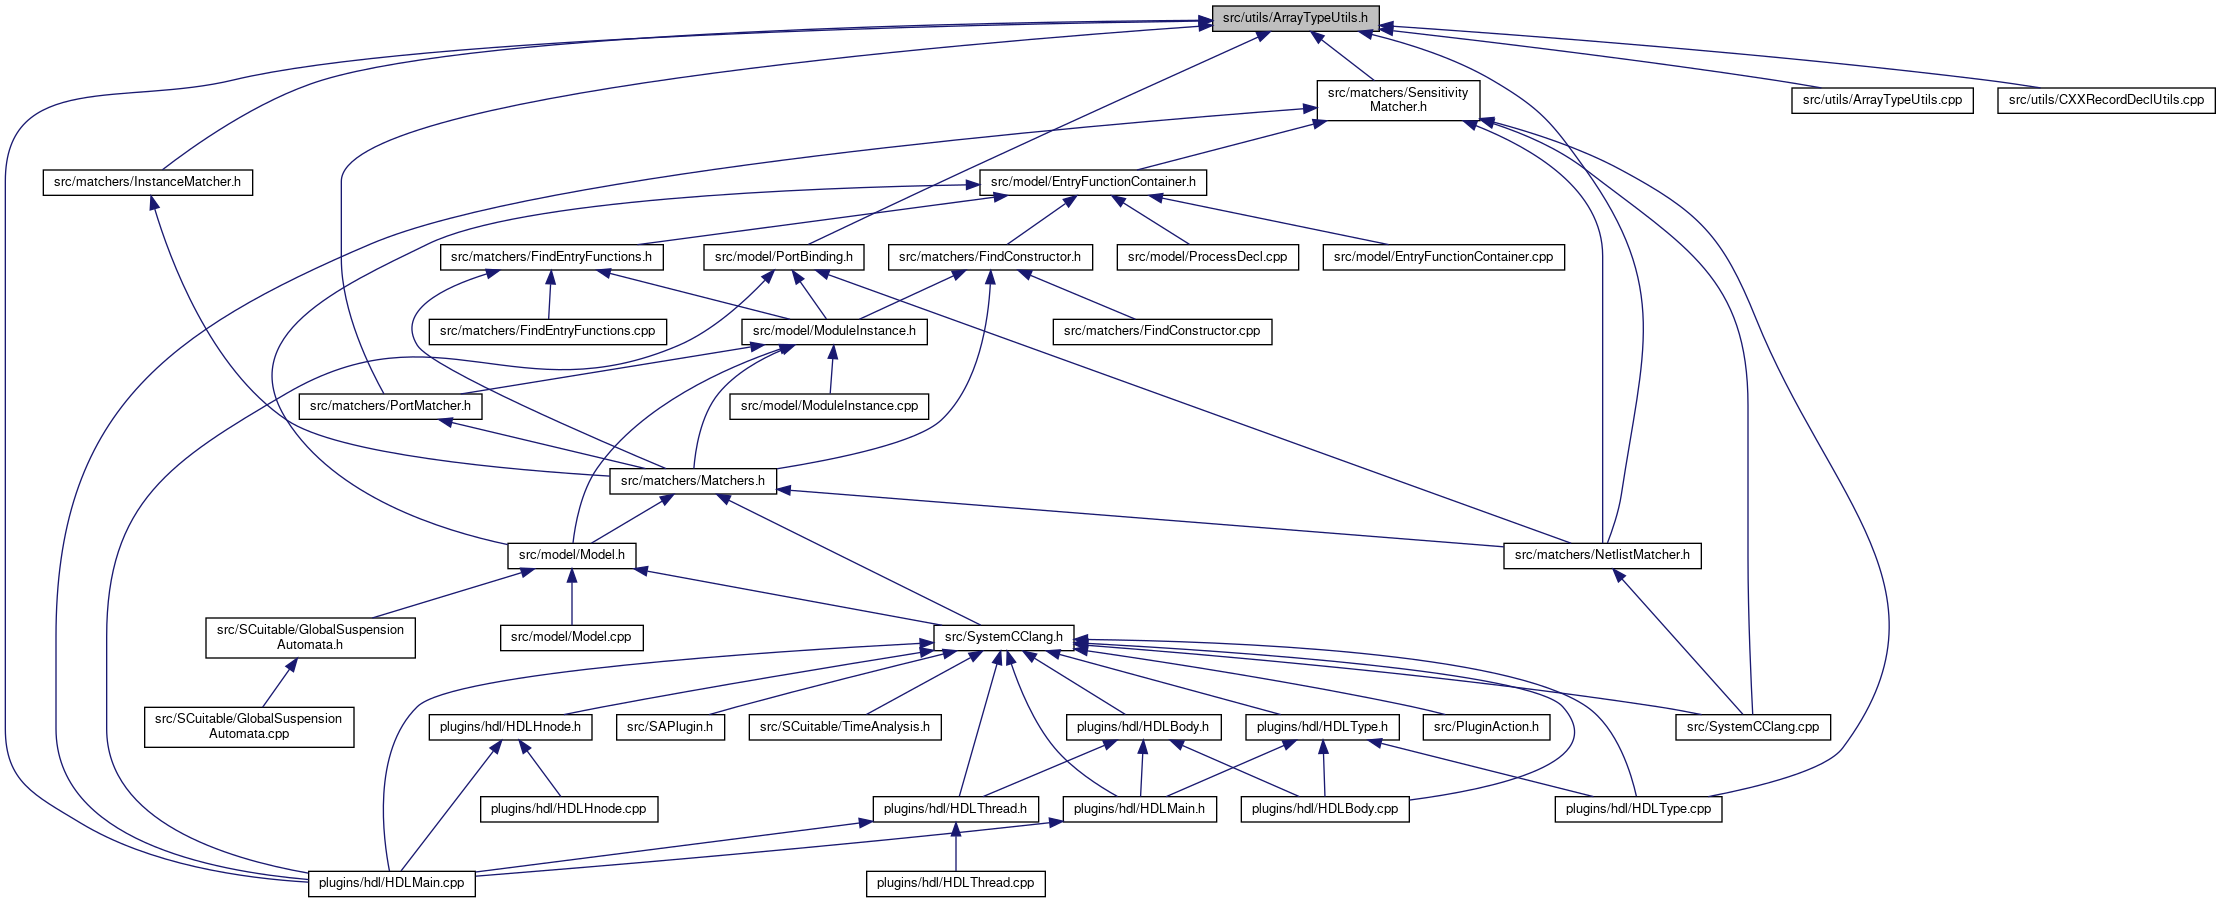 src/utils/ArrayTypeUtils.h
src/matchers/Sensitivity
Matcher.h
src/utils/ArrayTypeUtils.cpp
src/utils/CXXRecordDeclUtils.cpp
src/matchers/InstanceMatcher.h
src/model/EntryFunctionContainer.h
src/matchers/FindEntryFunctions.h
src/model/PortBinding.h
src/matchers/FindConstructor.h
src/model/ProcessDecl.cpp
src/model/EntryFunctionContainer.cpp
src/matchers/FindEntryFunctions.cpp
src/model/ModuleInstance.h
src/matchers/FindConstructor.cpp
src/matchers/PortMatcher.h
src/model/ModuleInstance.cpp
src/matchers/Matchers.h
src/model/Model.h
src/matchers/NetlistMatcher.h
src/SCuitable/GlobalSuspension
Automata.h
src/model/Model.cpp
src/SystemCClang.h
src/SCuitable/GlobalSuspension
Automata.cpp
plugins/hdl/HDLHnode.h
src/SAPlugin.h
src/SCuitable/TimeAnalysis.h
plugins/hdl/HDLBody.h
plugins/hdl/HDLType.h
src/PluginAction.h
src/SystemCClang.cpp
plugins/hdl/HDLHnode.cpp
plugins/hdl/HDLThread.h
plugins/hdl/HDLMain.h
plugins/hdl/HDLBody.cpp
plugins/hdl/HDLType.cpp
plugins/hdl/HDLMain.cpp
plugins/hdl/HDLThread.cpp